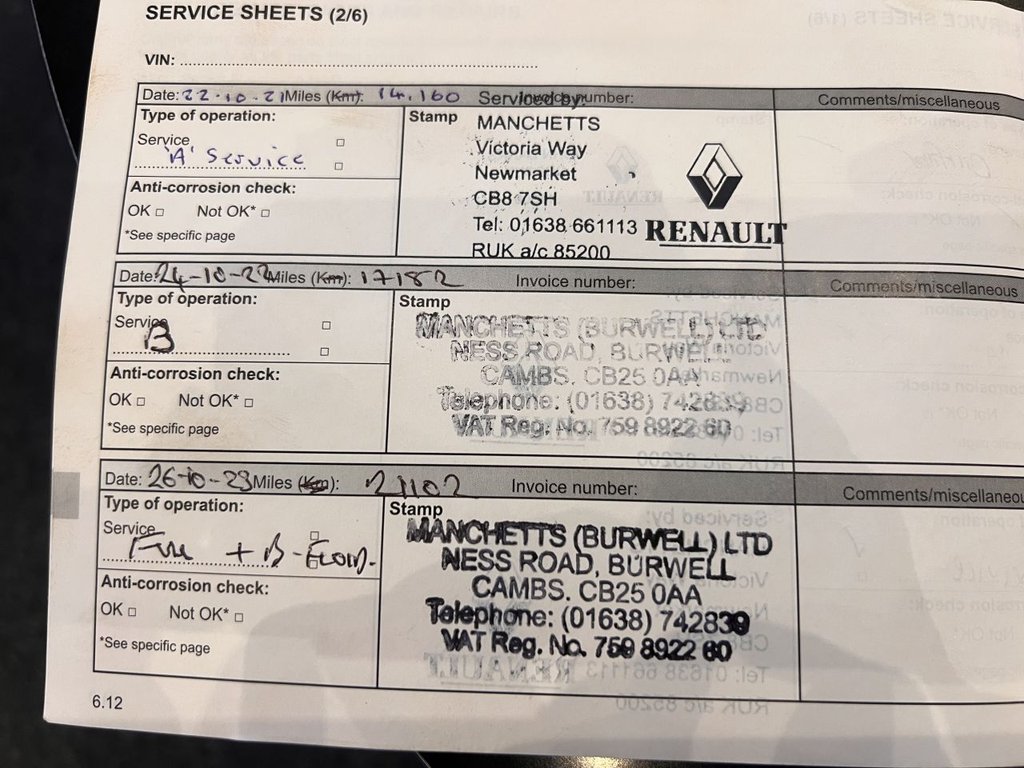 SERVICE SHEETS (2/6)
VIN:
Date: 22-10-21 Miles (Km): 14,160 Invoice number:
Comments/miscellaneous
Type of operation:
Service
'A' Service
Anti-corrosion check:
OK Not OK*
*See specific page
Stamp
Serviced by:
MANCHETTS
Victoria Way
Newmarket
CB8 7SH
Tel: 01638 661113
RUK a/c 85200
RENAULT
Date: 24-10-22 Miles (Km): 17182 Invoice number:
Comments/miscellaneous
Type of operation:
Service
B
Anti-corrosion check:
OK Not OK*
*See specific page
Stamp
MANCHETTS (BURWELL) LTD
NESS ROAD, BURWELL
CAMBS. CB25 0AA
Telephone: (01638) 742839
VAT Reg. No. 759 8922 60
Date: 26-10-23 Miles (Km): 21102 Invoice number:
Comments/miscellaneous
Type of operation:
Service
+ B-
Anti-corrosion check:
OK Not OK*
*See specific page
Stamp
MANCHETTS (BURWELL) LTD
NESS ROAD, BURWELL
CAMBS. CB25 0AA
Telephone: (01638) 742839
VAT Reg. No. 759 8922 60
6.12